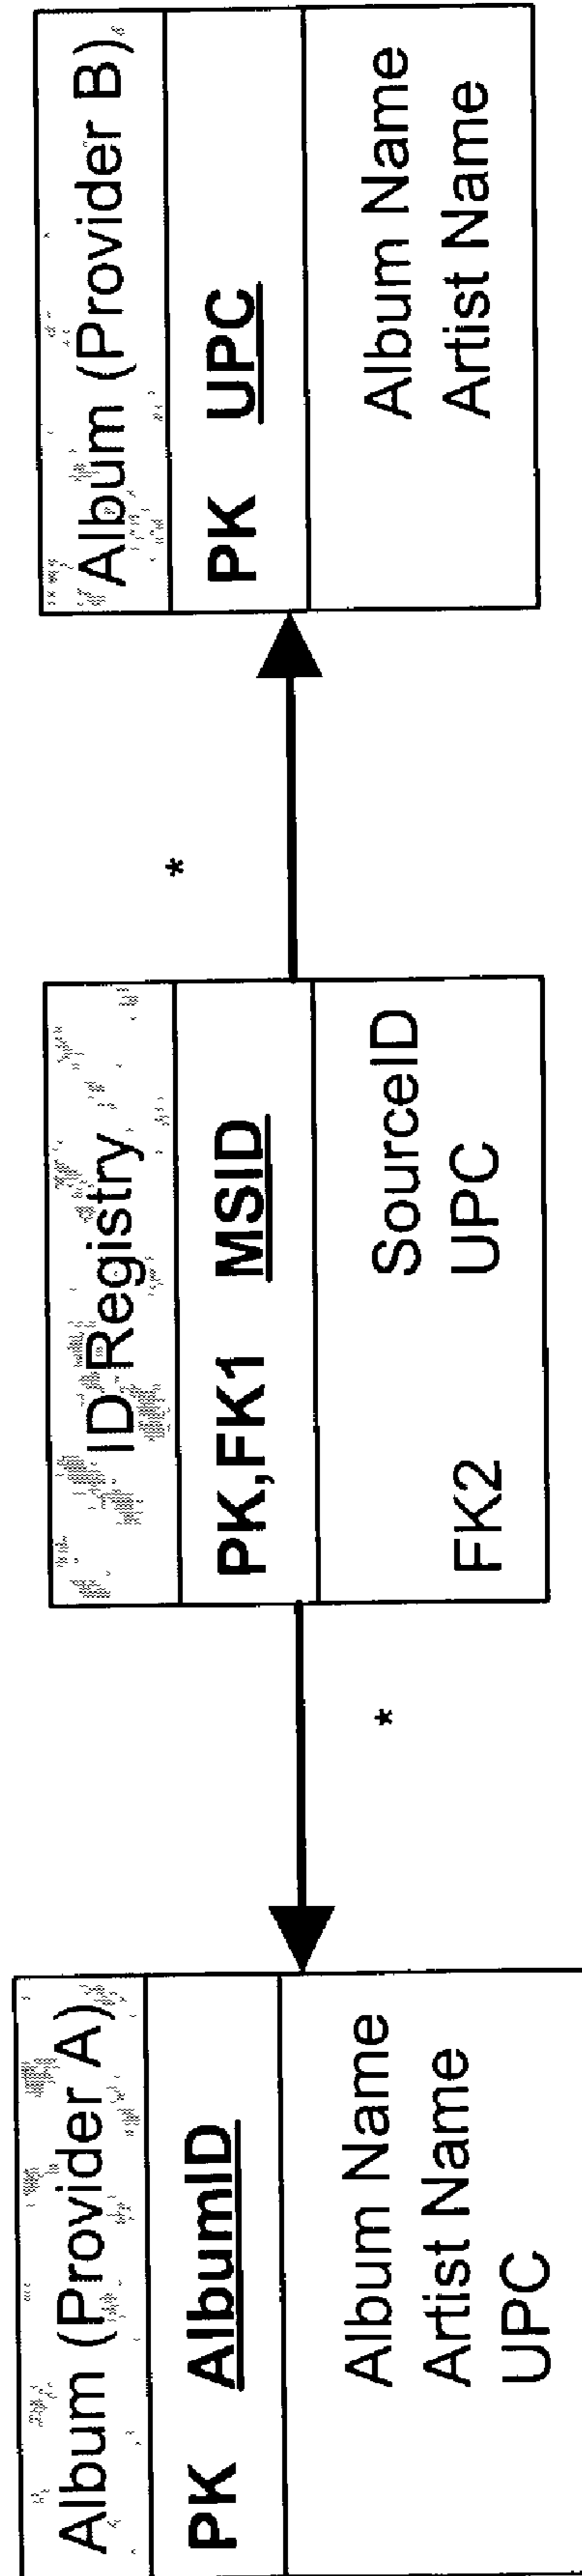 Album (Provider A)
PK AlbumID
Album Name
Artist Name
UPC
*
ID Registry
PK,FK1 MSID
SourceID
FK2 UPC
*
Album (Provider B)
PK UPC
Album Name
Artist Name